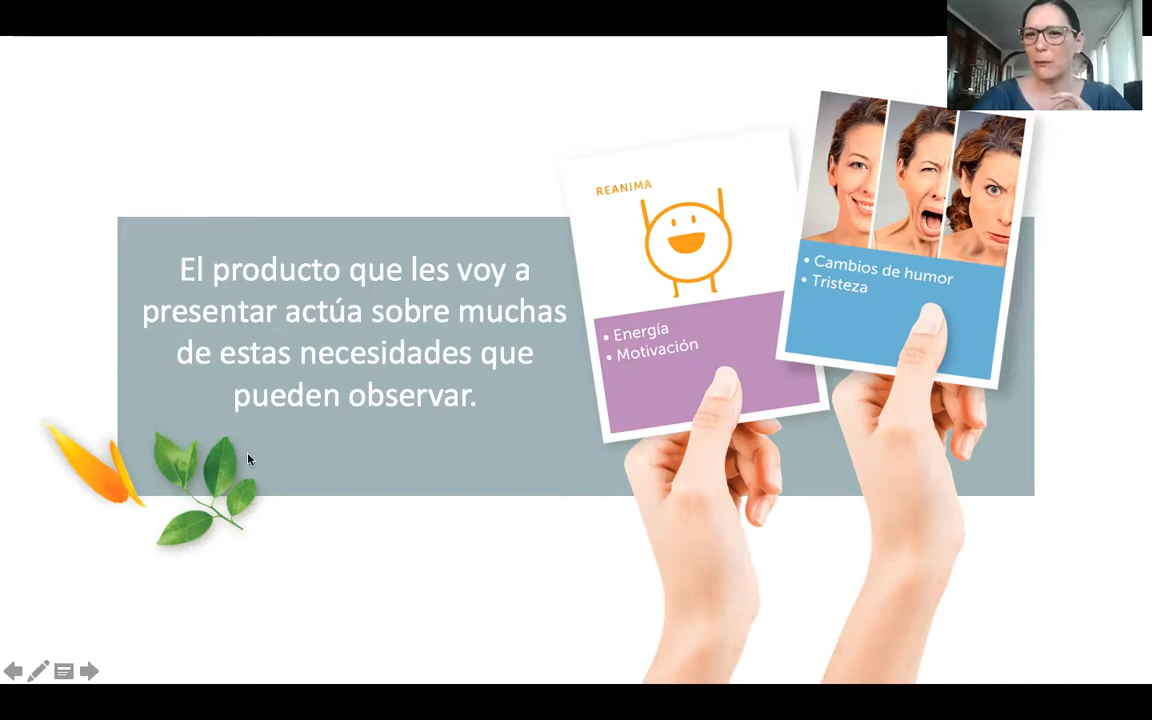 El producto que les voy a
presentar actúa sobre muchas
de estas necesidades que
pueden observar.
REANIMA
• Energía
• Motivación
• Cambios de humor
• Tristeza